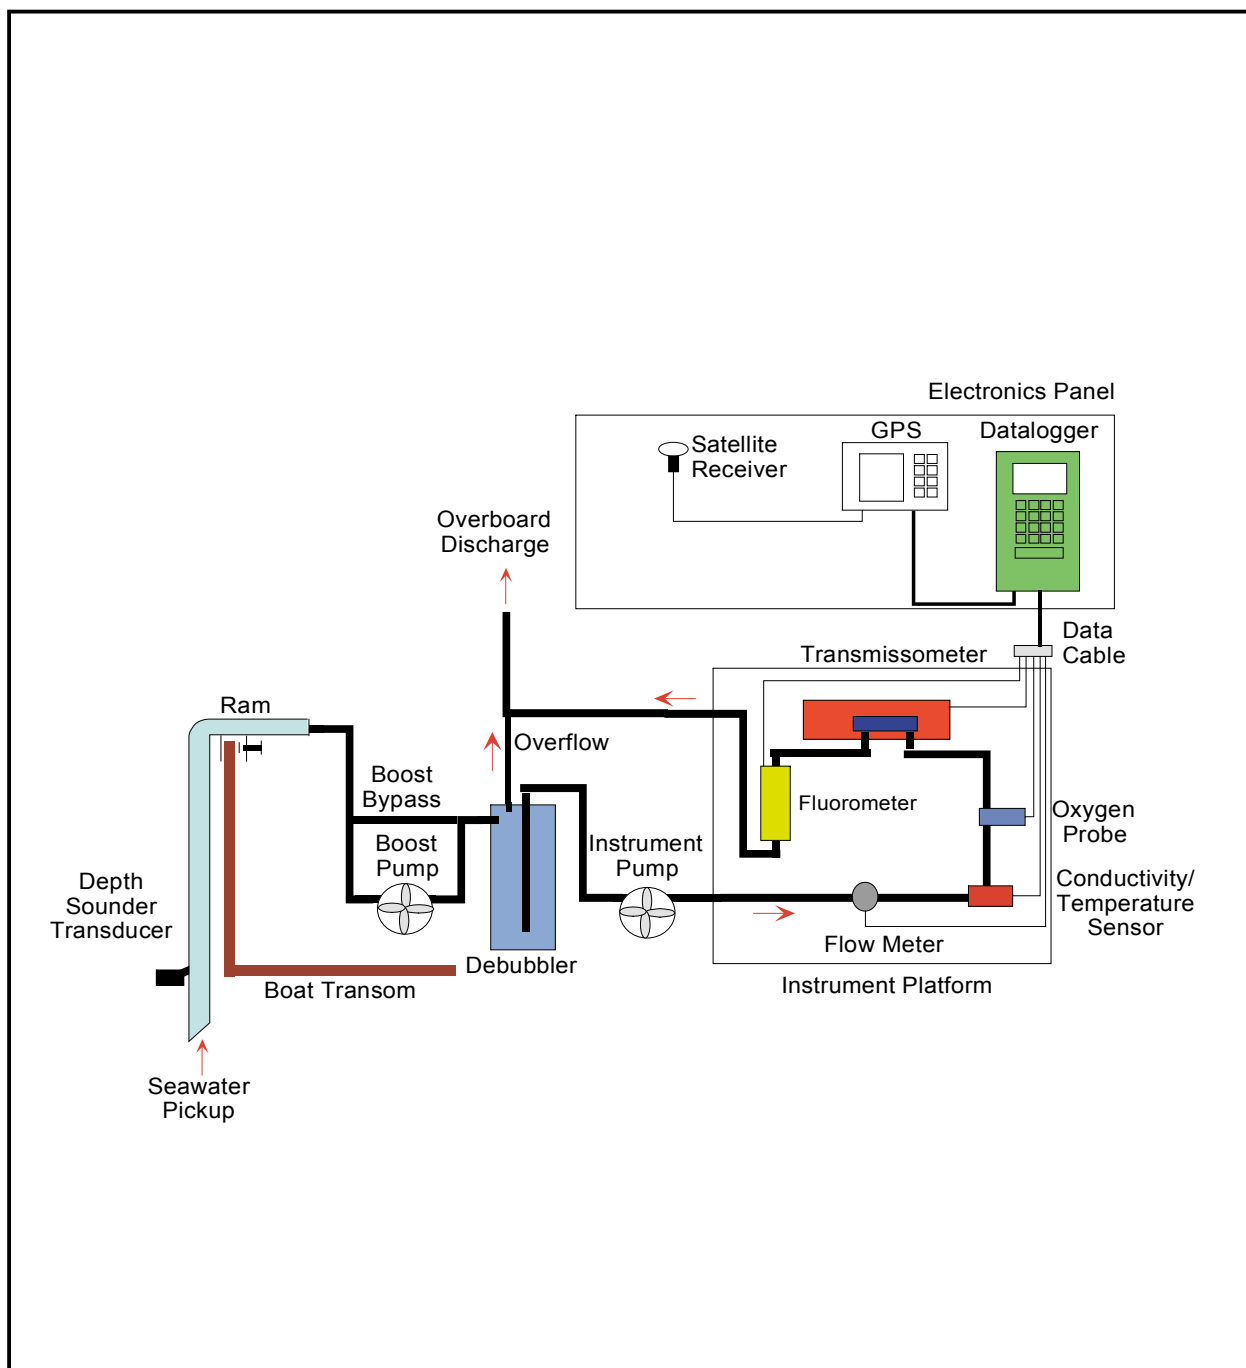 Electronics Panel
Satellite
Receiver
GPS
Datalogger
Overboard
Discharge
Data
Cable
Transmissometer
Ram
Overflow
Boost
Bypass
Fluorometer
Oxygen
Probe
Boost
Pump
Instrument
Pump
Depth
Sounder
Transducer
Conductivity/
Temperature
Sensor
Flow Meter
Debubbler
Boat Transom
Instrument Platform
Seawater
Pickup